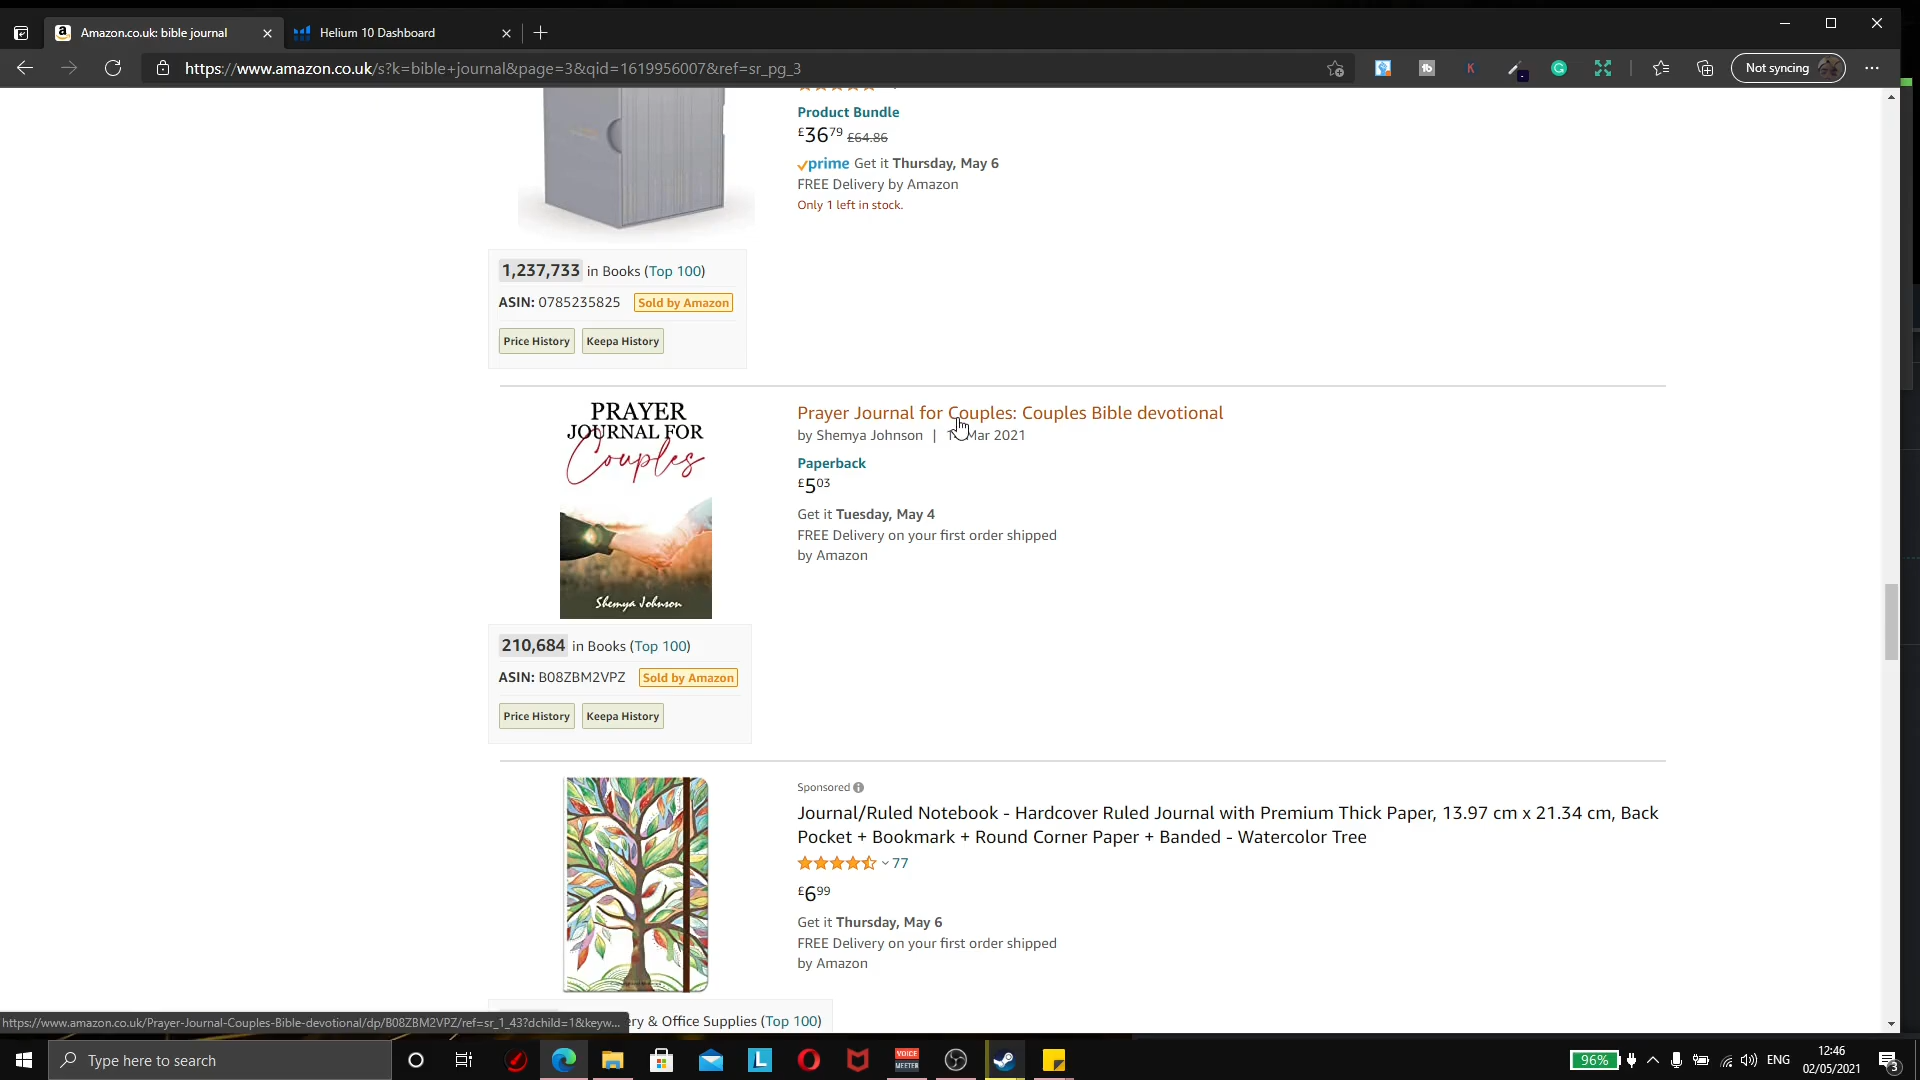 Amazon.co.uk: bible journal
Helium 10 Dashboard
https://www.amazon.co.uk/s?k=bible+journal&page=3&qid=1619956007&ref=sr_pg_3
Not syncing
Product Bundle
£36⁷⁹ £64.86
prime Get it Thursday, May 6
FREE Delivery by Amazon
Only 1 left in stock.
1,237,733 in Books (Top 100)
ASIN: 0785235825 Sold by Amazon
Price History Keepa History
PRAYER
JOURNAL FOR
Couples
Shemya Johnson
Prayer Journal for Couples: Couples Bible devotional
by Shemya Johnson | Mar 2021
Paperback
£5⁰³
Get it Tuesday, May 4
FREE Delivery on your first order shipped
by Amazon
210,684 in Books (Top 100)
ASIN: B08ZBM2VPZ Sold by Amazon
Price History Keepa History
Sponsored
Journal/Ruled Notebook - Hardcover Ruled Journal with Premium Thick Paper, 13.97 cm x 21.34 cm, Back
Pocket + Bookmark + Round Corner Paper + Banded - Watercolor Tree
77
£6⁹⁹
Get it Thursday, May 6
FREE Delivery on your first order shipped
by Amazon
ry & Office Supplies (Top 100)
https://www.amazon.co.uk/Prayer-Journal-Couples-Bible-devotional/dp/B08ZBM2VPZ/ref=sr_1_43?dchild=1&keyw...
Type here to search
VOICE
MEETER
96%
ENG
12:46
02/05/2021
3